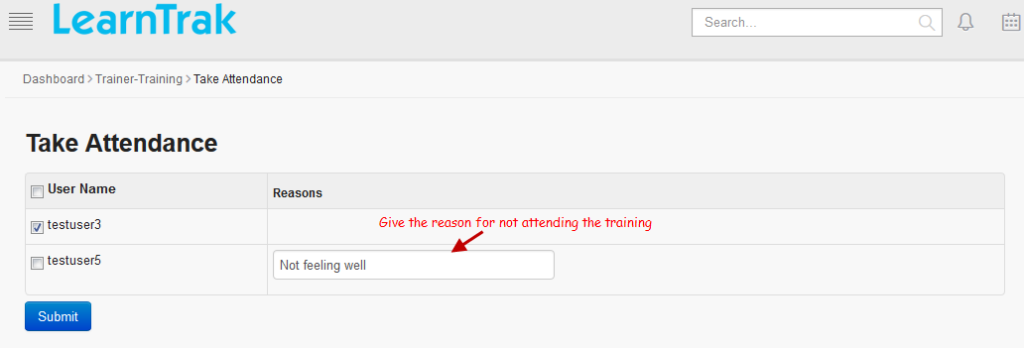 LearnTrak
Search...
Dashboard > Trainer-Training > Take Attendance
Take Attendance
User Name Reasons
testuser3 Give the reason for not attending the training
testuser5 Not feeling well
Submit